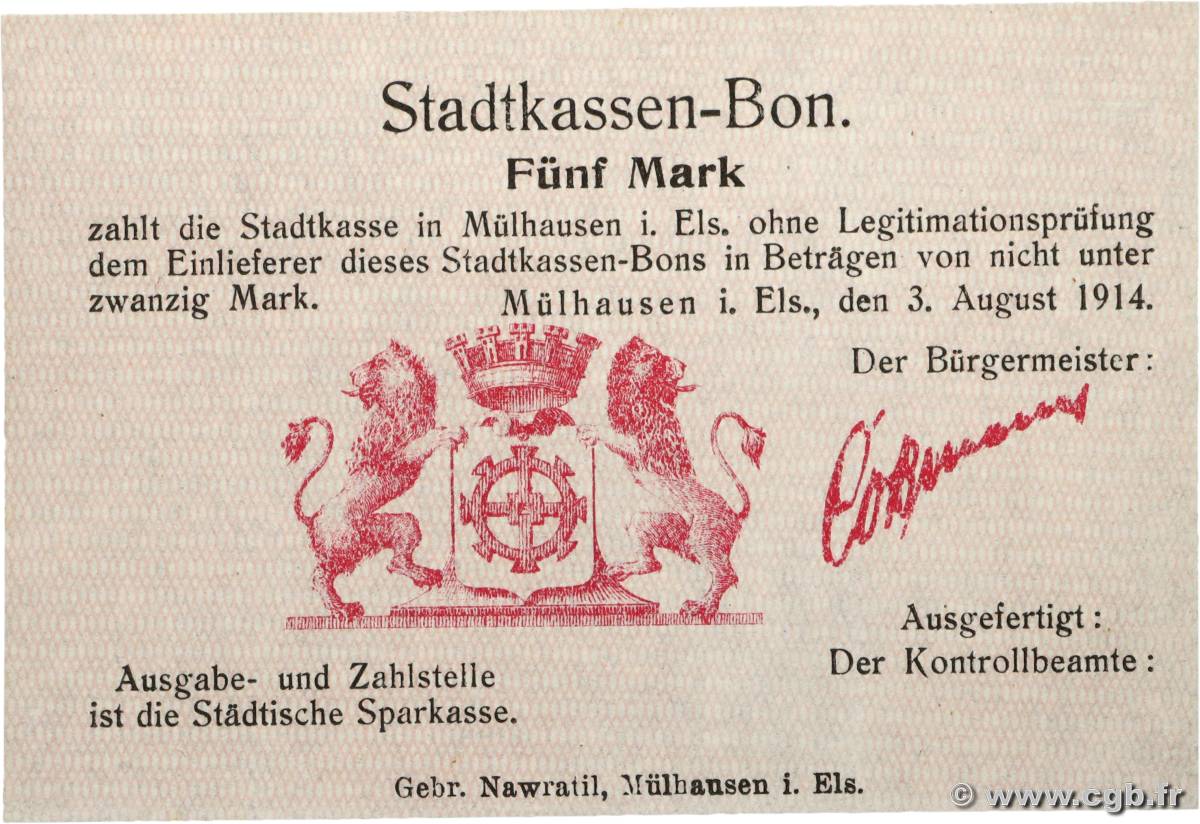 Stadtkassen-Bon.
Fünf Mark
zahlt die Stadtkasse in Mülhausen i. Els. ohne Legitimationsprüfung
dem Einlieferer dieses Stadtkassen-Bons in Beträgen von nicht unter
zwanzig Mark. Mülhausen i. Els., den 3. August 1914.
Der Bürgermeister:
Ausgefertigt:
Der Kontrollbeamte:
Ausgabe- und Zahlstelle
ist die Städtische Sparkasse.
Gebr. Nawratil, Mülhausen i. Els.
© www.cgb.fr